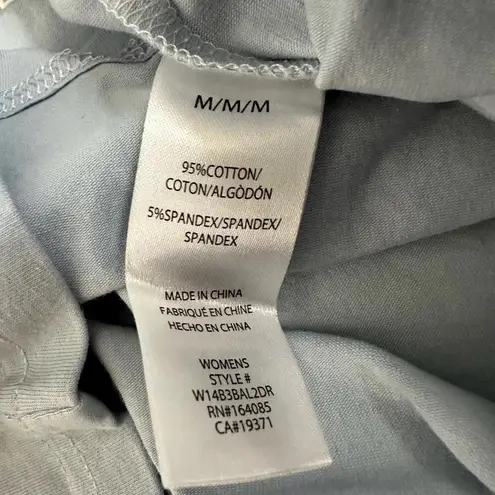 M/M/M
95%COTTON/
COTON/ALGÒDÓN
5%SPANDEX/SPANDEX/
SPANDEX
MADE IN CHINA
FABRIQUÉ EN CHINE
HECHO EN CHINA
WOMENS
STYLE #
W14B3BAL2DR
RN#164085
CA#19371